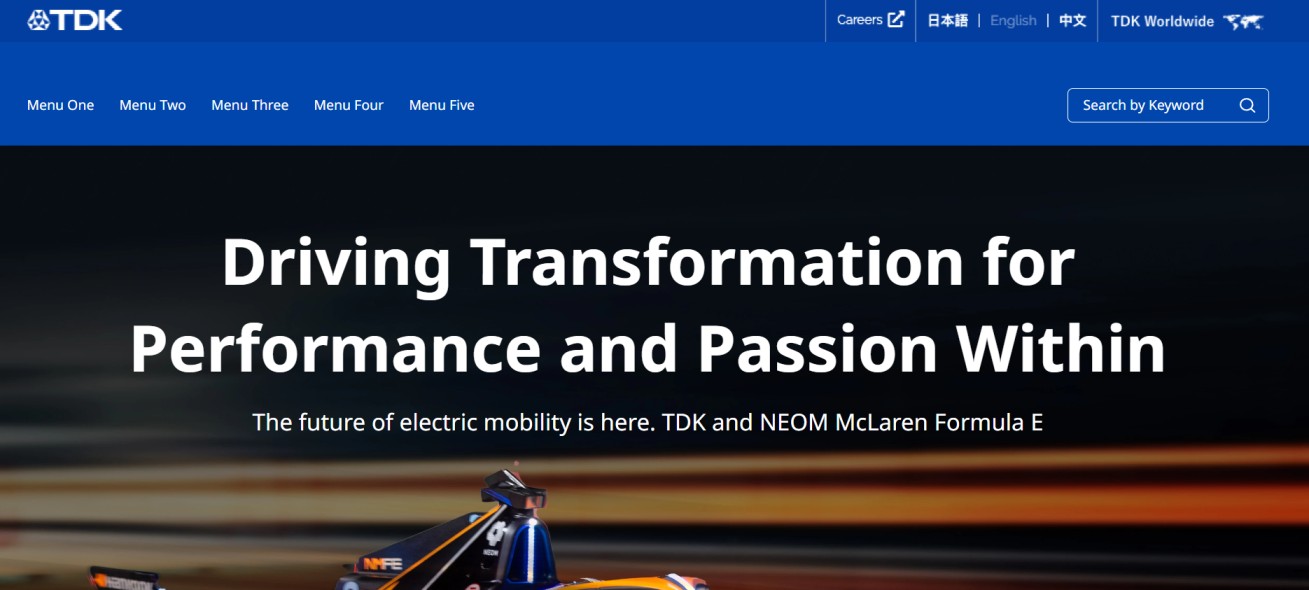 TDK
Careers
日本語 | English | 中文
TDK Worldwide
Menu One Menu Two Menu Three Menu Four Menu Five
Search by Keyword
Driving Transformation for
Performance and Passion Within
The future of electric mobility is here. TDK and NEOM McLaren Formula E
NEOM